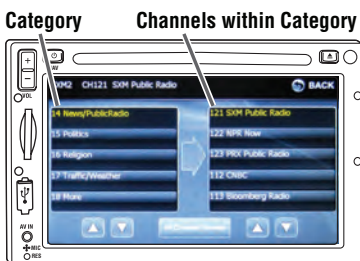 Category Channels within Category
NAV
SXM2 CH121 SXM Public Radio BACK
VOL
14 News/PublicRadio 121 SXM Public Radio
15 Politics 122 NPR Now
16 Religion 123 PRX Public Radio
17 Traffic/Weather 112 CNBC
18 More 113 Bloomberg Radio
AV IN
MIC
RES